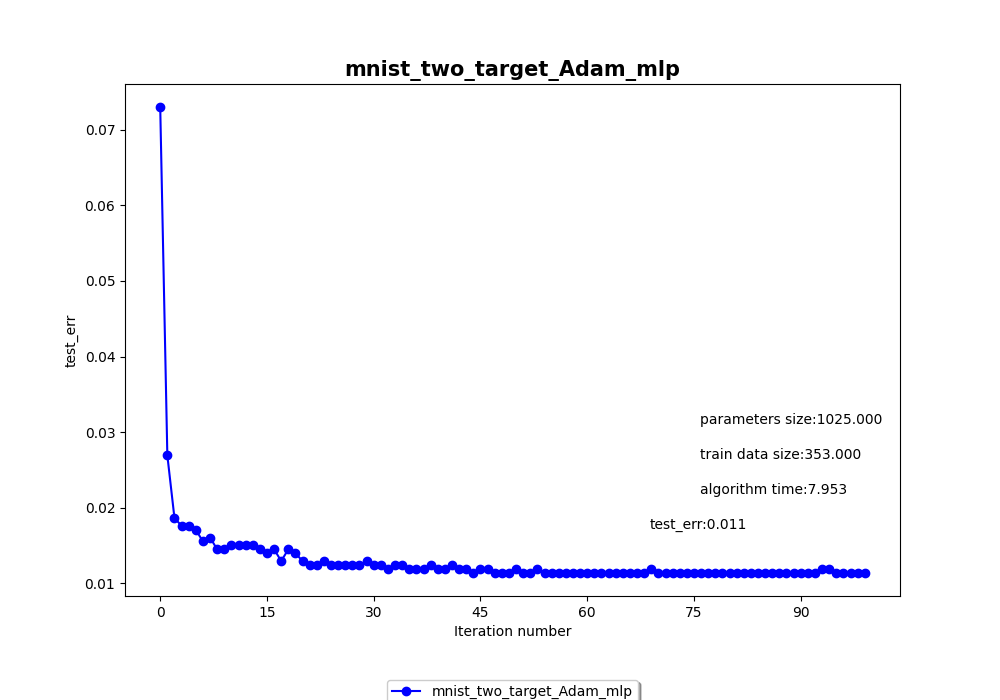 mnist_two_target_Adam_mlp
0.07
0.06
0.05
0.04
0.03
0.02
0.01
test_err
parameters size:1025.000
train data size:353.000
algorithm time:7.953
test_err:0.011
0 15 30 45 60 75 90
Iteration number
mnist_two_target_Adam_mlp